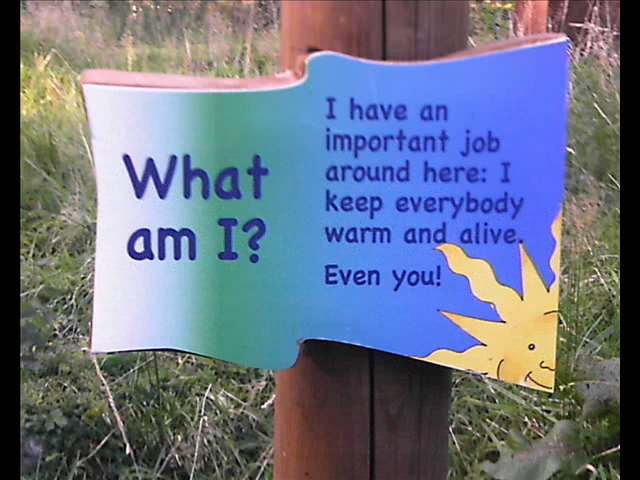 What
am I?
I have an
important job
around here: I
keep everybody
warm and alive.
Even you!